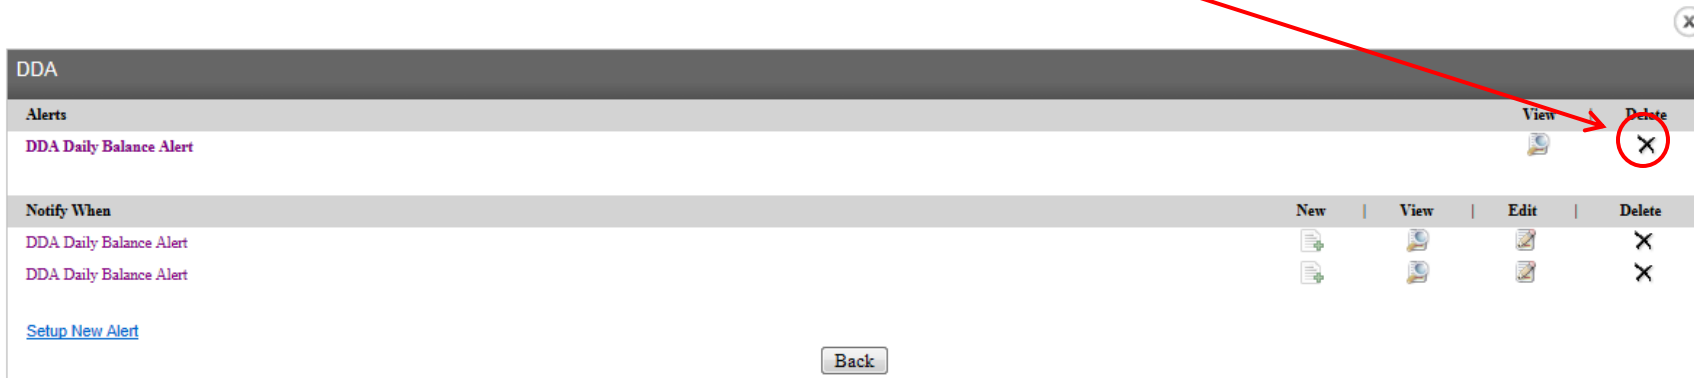 DDA
Alerts View | Delete
DDA Daily Balance Alert
Notify When New | View | Edit | Delete
DDA Daily Balance Alert
DDA Daily Balance Alert
Setup New Alert
Back